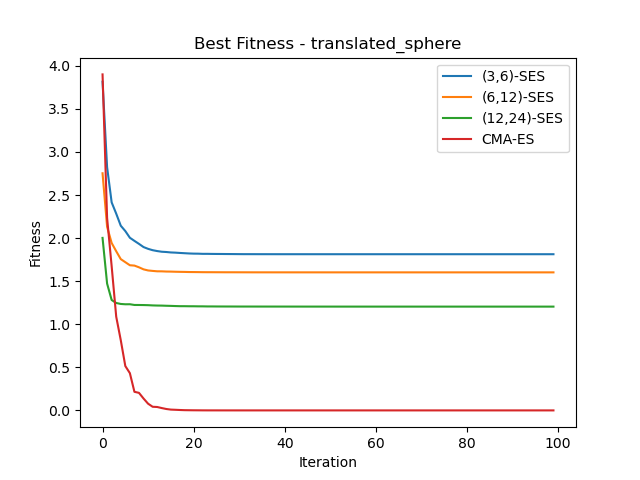 Best Fitness - translated_sphere
4.0
3.5
3.0
2.5
2.0
1.5
1.0
0.5
0.0
Fitness
(3,6)-SES
(6,12)-SES
(12,24)-SES
CMA-ES
0 20 40 60 80 100
Iteration